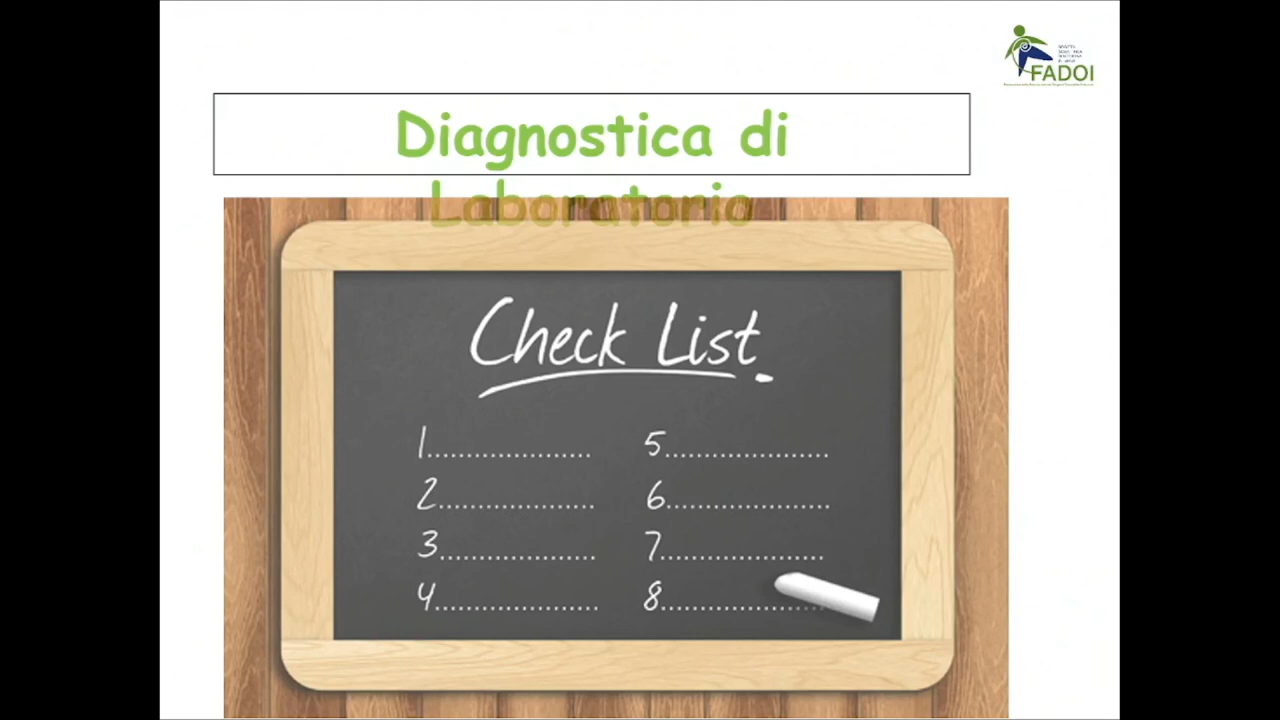 FADOI
Diagnostica di
Laboratorio
Check List.
1....................
2....................
3....................
4....................
5....................
6....................
7....................
8....................